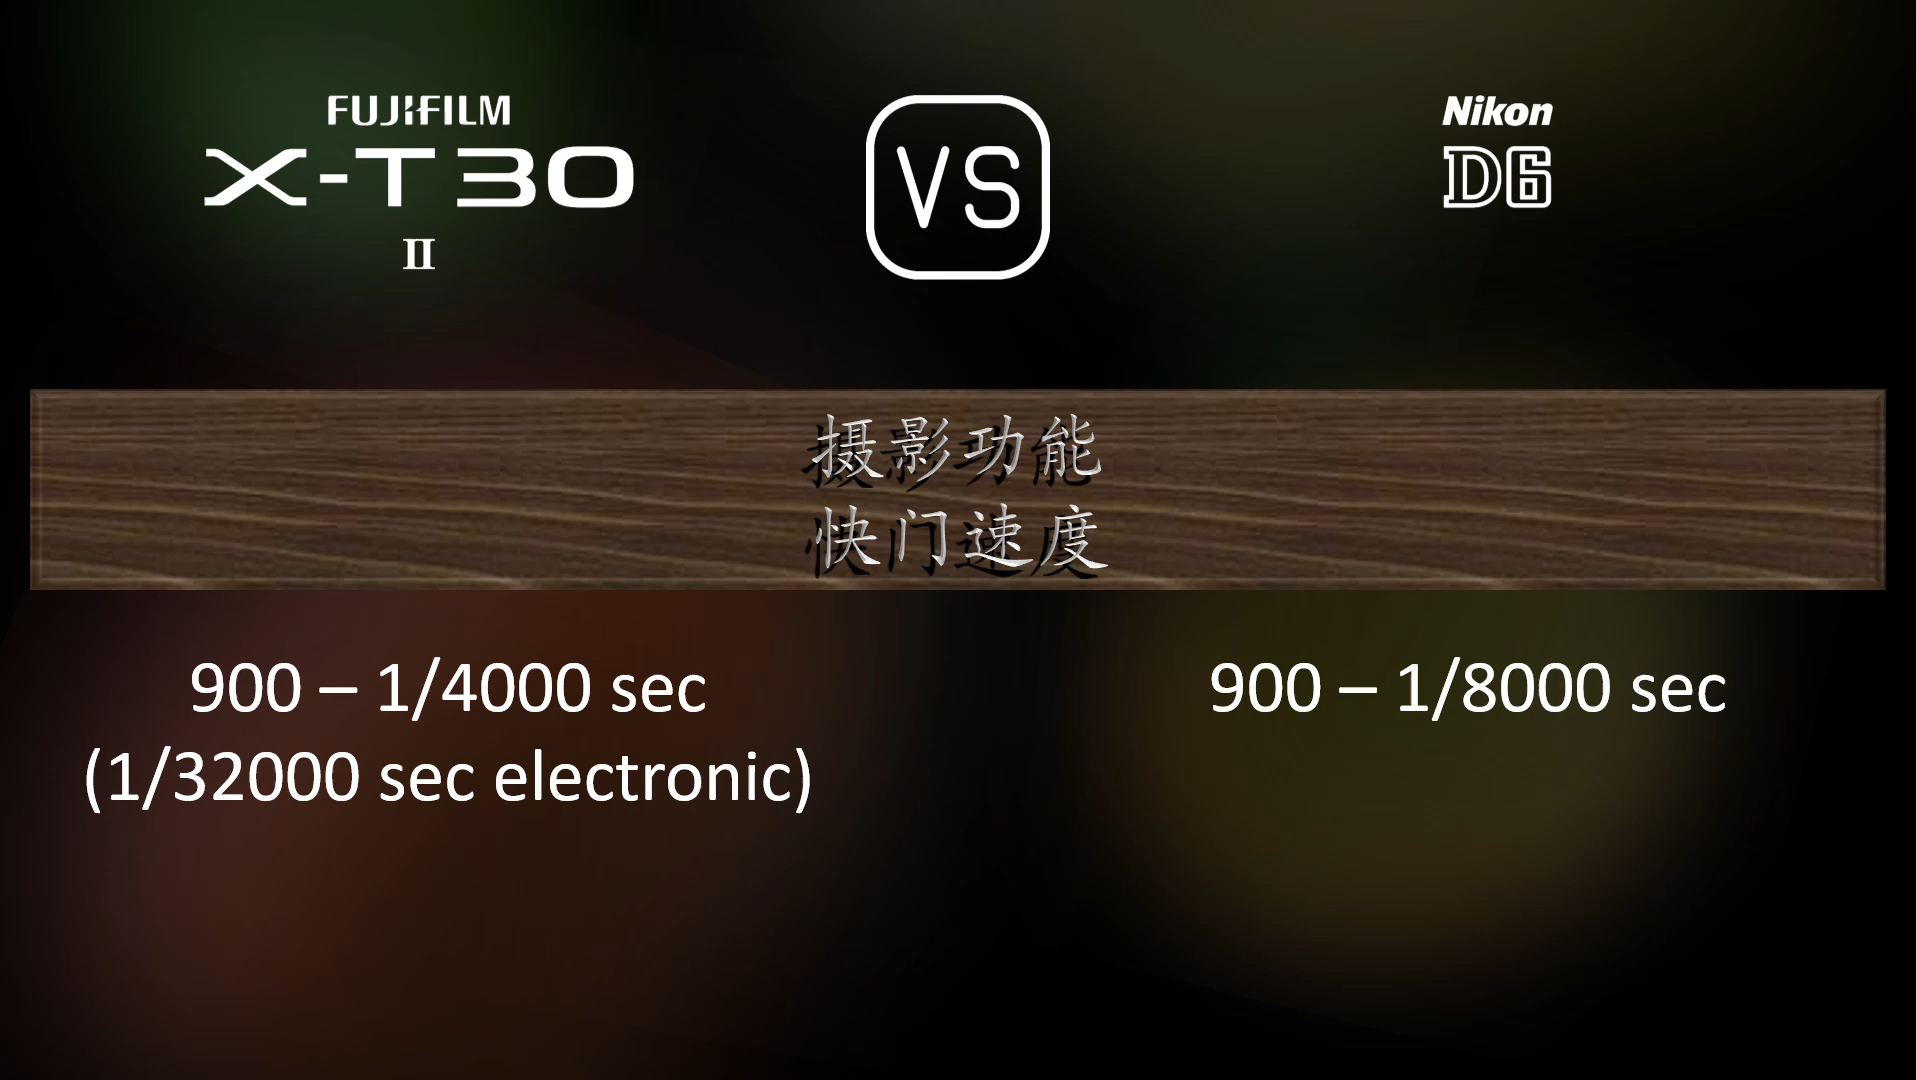 FUJIFILM
X-T30
II
VS
Nikon
D6
摄影功能
快门速度
900 – 1/4000 sec
(1/32000 sec electronic)
900 – 1/8000 sec